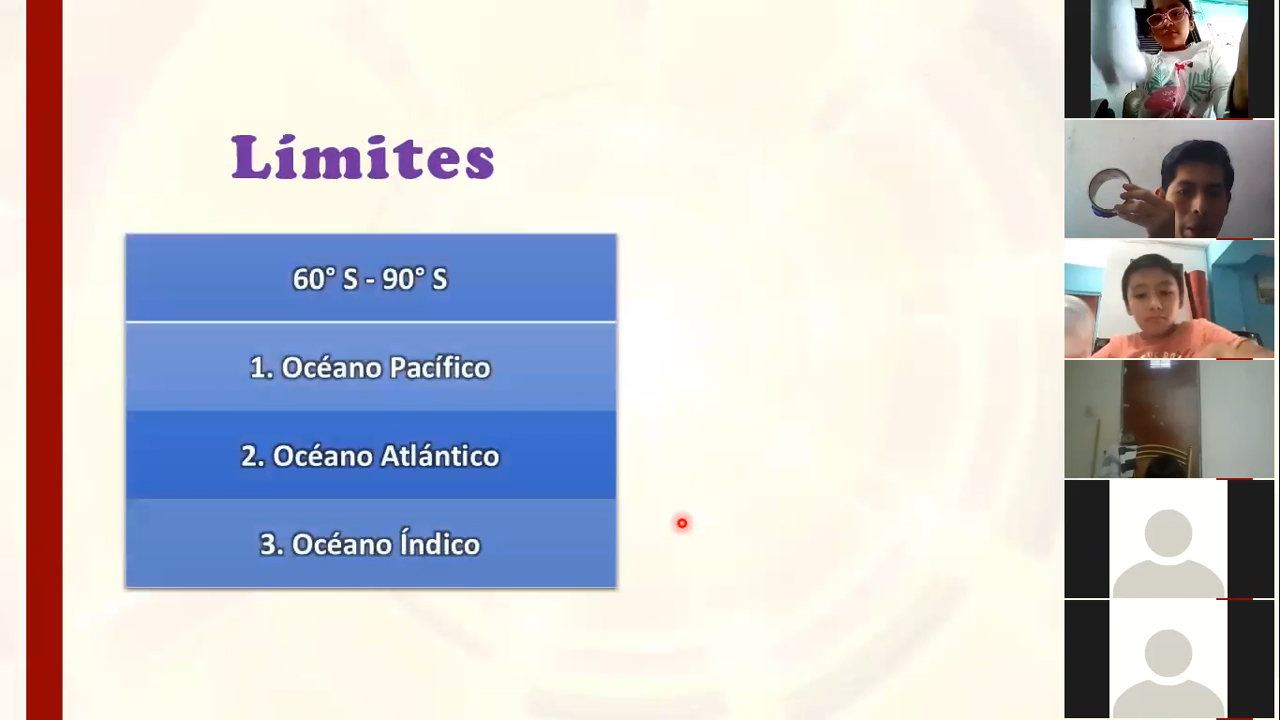 Límites
60° S - 90° S
1. Océano Pacífico
2. Océano Atlántico
3. Océano Índico